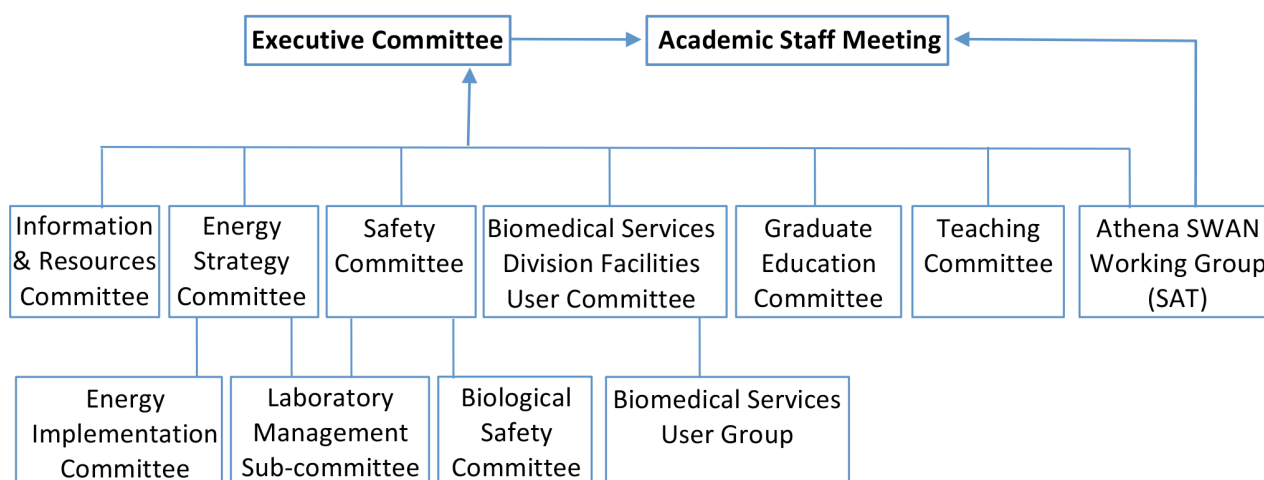 Executive Committee
Academic Staff Meeting
Information
& Resources
Committee
Energy
Strategy
Committee
Safety
Committee
Biomedical Services
Division Facilities
User Committee
Graduate
Education
Committee
Teaching
Committee
Athena SWAN
Working Group
(SAT)
Energy
Implementation
Committee
Laboratory
Management
Sub-committee
Biological
Safety
Committee
Biomedical Services
User Group